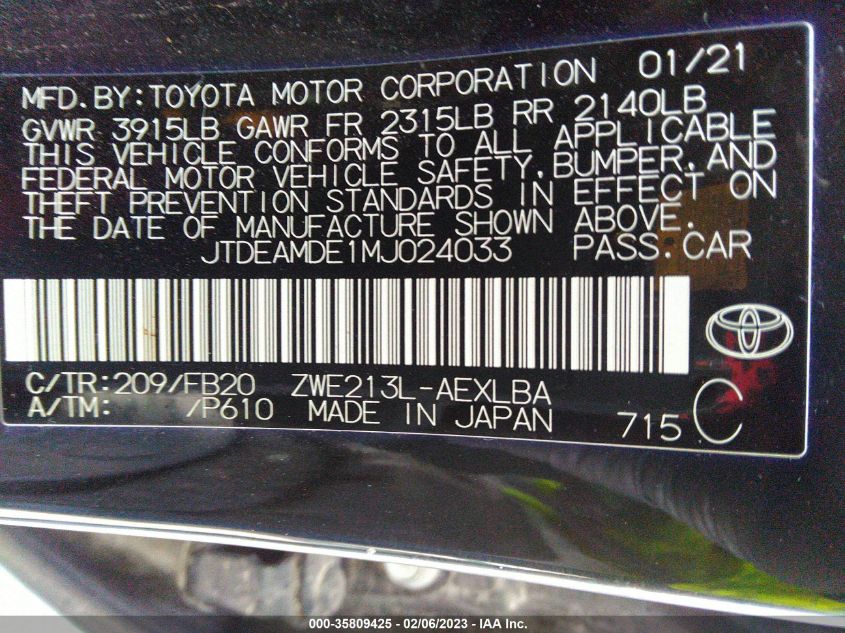 MFD.BY:TOYOTA MOTOR CORPORATION 01/21
GVWR 3915LB GAWR FR 2315LB RR 2140LB
THIS VEHICLE CONFORMS TO ALL APPLICABLE
FEDERAL MOTOR VEHICLE SAFETY,BUMPER,AND
THEFT PREVENTION STANDARDS IN EFFECT ON
THE DATE OF MANUFACTURE SHOWN ABOVE.
JTDEAMDE1MJ024033 PASS.CAR
C/TR:209/FB20 ZWE213L-AEXLBA
A/TM: /P610 MADE IN JAPAN 715 C
000-35809425 - 02/06/2023 - IAA Inc.